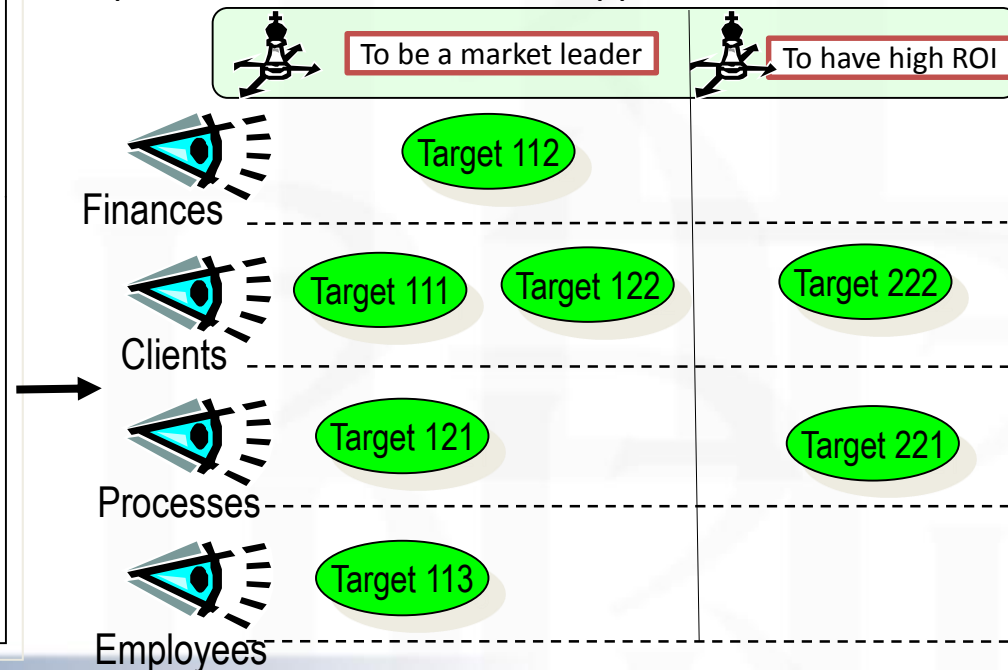 To be a market leader
To have high ROI
Target 112
Finances
Target 111
Target 122
Target 222
Clients
Target 121
Target 221
Processes
Target 113
Employees